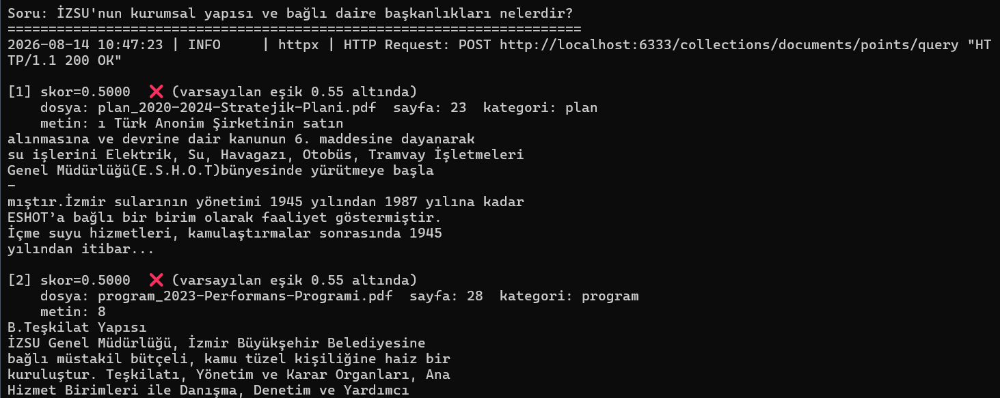 Soru: İZSU'nun kurumsal yapısı ve bağlı daire başkanlıkları nelerdir?
======================================================================
2026-08-14 10:47:23 | INFO     | httpx | HTTP Request: POST http://localhost:6333/collections/documents/points/query "HT
TP/1.1 200 OK"

[1] skor=0.5000  ❌ (varsayılan eşik 0.55 altında)
    dosya: plan_2020-2024-Stratejik-Plani.pdf  sayfa: 23  kategori: plan
    metin: ı Türk Anonim Şirketinin satın
alınmasına ve devrine dair kanunun 6. maddesine dayanarak
su işlerini Elektrik, Su, Havagazı, Otobüs, Tramvay İşletmeleri
Genel Müdürlüğü(E.S.H.O.T)bünyesinde yürütmeye başla
-
mıştır.İzmir sularının yönetimi 1945 yılından 1987 yılına kadar
ESHOT’a bağlı bir birim olarak faaliyet göstermiştir.
İçme suyu hizmetleri, kamulaştırmalar sonrasında 1945
yılından itibar...

[2] skor=0.5000  ❌ (varsayılan eşik 0.55 altında)
    dosya: program_2023-Performans-Programi.pdf  sayfa: 28  kategori: program
    metin: 8
B.Teşkilat Yapısı
İZSU Genel Müdürlüğü, İzmir Büyükşehir Belediyesine
bağlı müstakil bütçeli, kamu tüzel kişiliğine haiz bir
kuruluştur. Teşkilatı, Yönetim ve Karar Organları, Ana
Hizmet Birimleri ile Danışma, Denetim ve Yardımcı